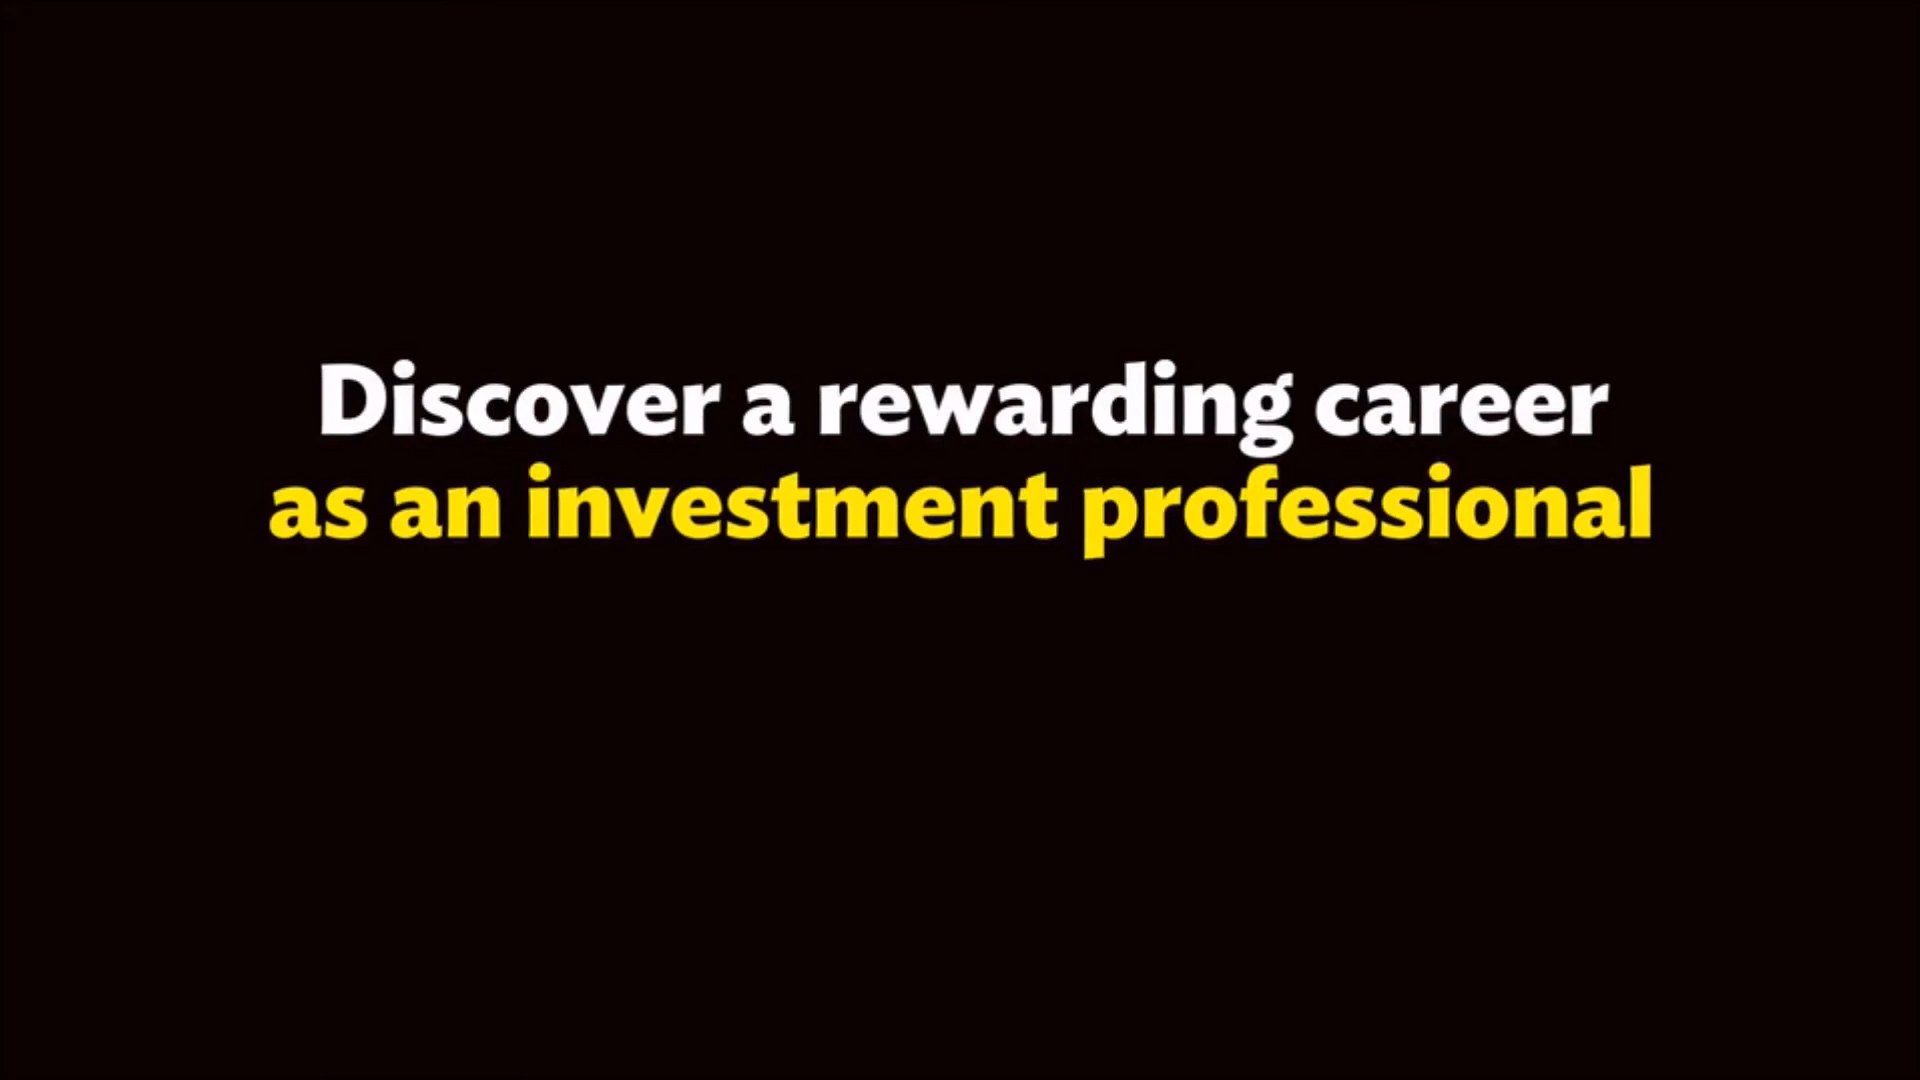 Discover a rewarding career
as an investment professional